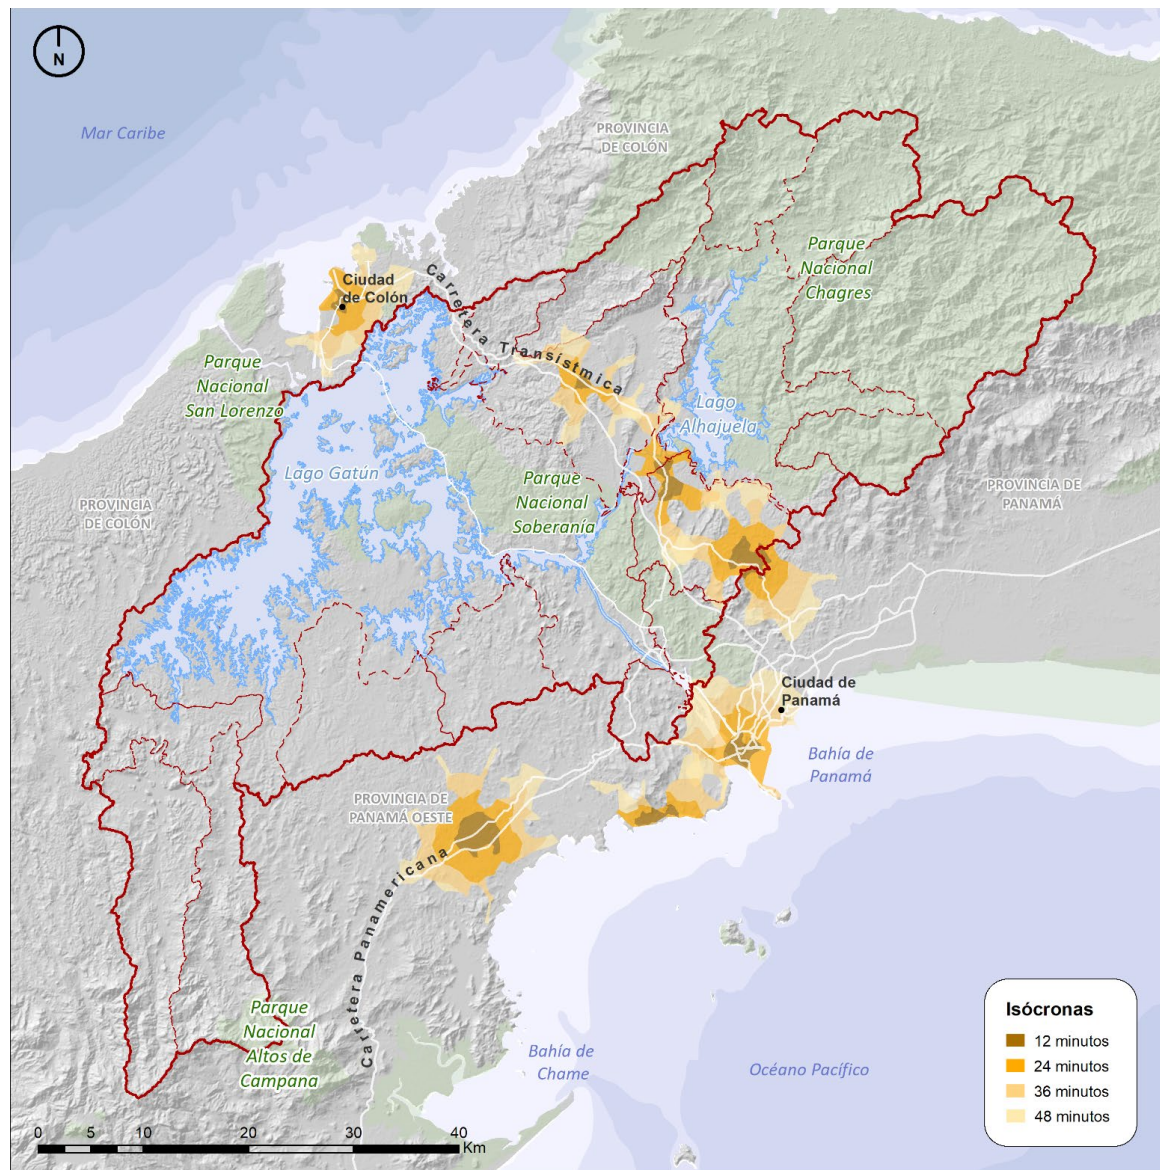 N
Mar Caribe
PROVINCIA
DE COLÓN
Parque
Nacional
Chagres
Ciudad
de Colón
Carretera Transístmica
Parque
Nacional
San Lorenzo
Lago
Alhajuela
Lago Gatún
Parque
Nacional
Soberanía
PROVINCIA
DE COLÓN
PROVINCIA DE
PANAMÁ
Ciudad de
Panamá
Bahía de
Panamá
PROVINCIA DE
PANAMÁ OESTE
Carretera Panamericana
Parque
Nacional
Altos de
Campana
Bahía de
Chame
Océano Pacífico
Isócronas
12 minutos
24 minutos
36 minutos
48 minutos
0 5 10 20 30 40
Km